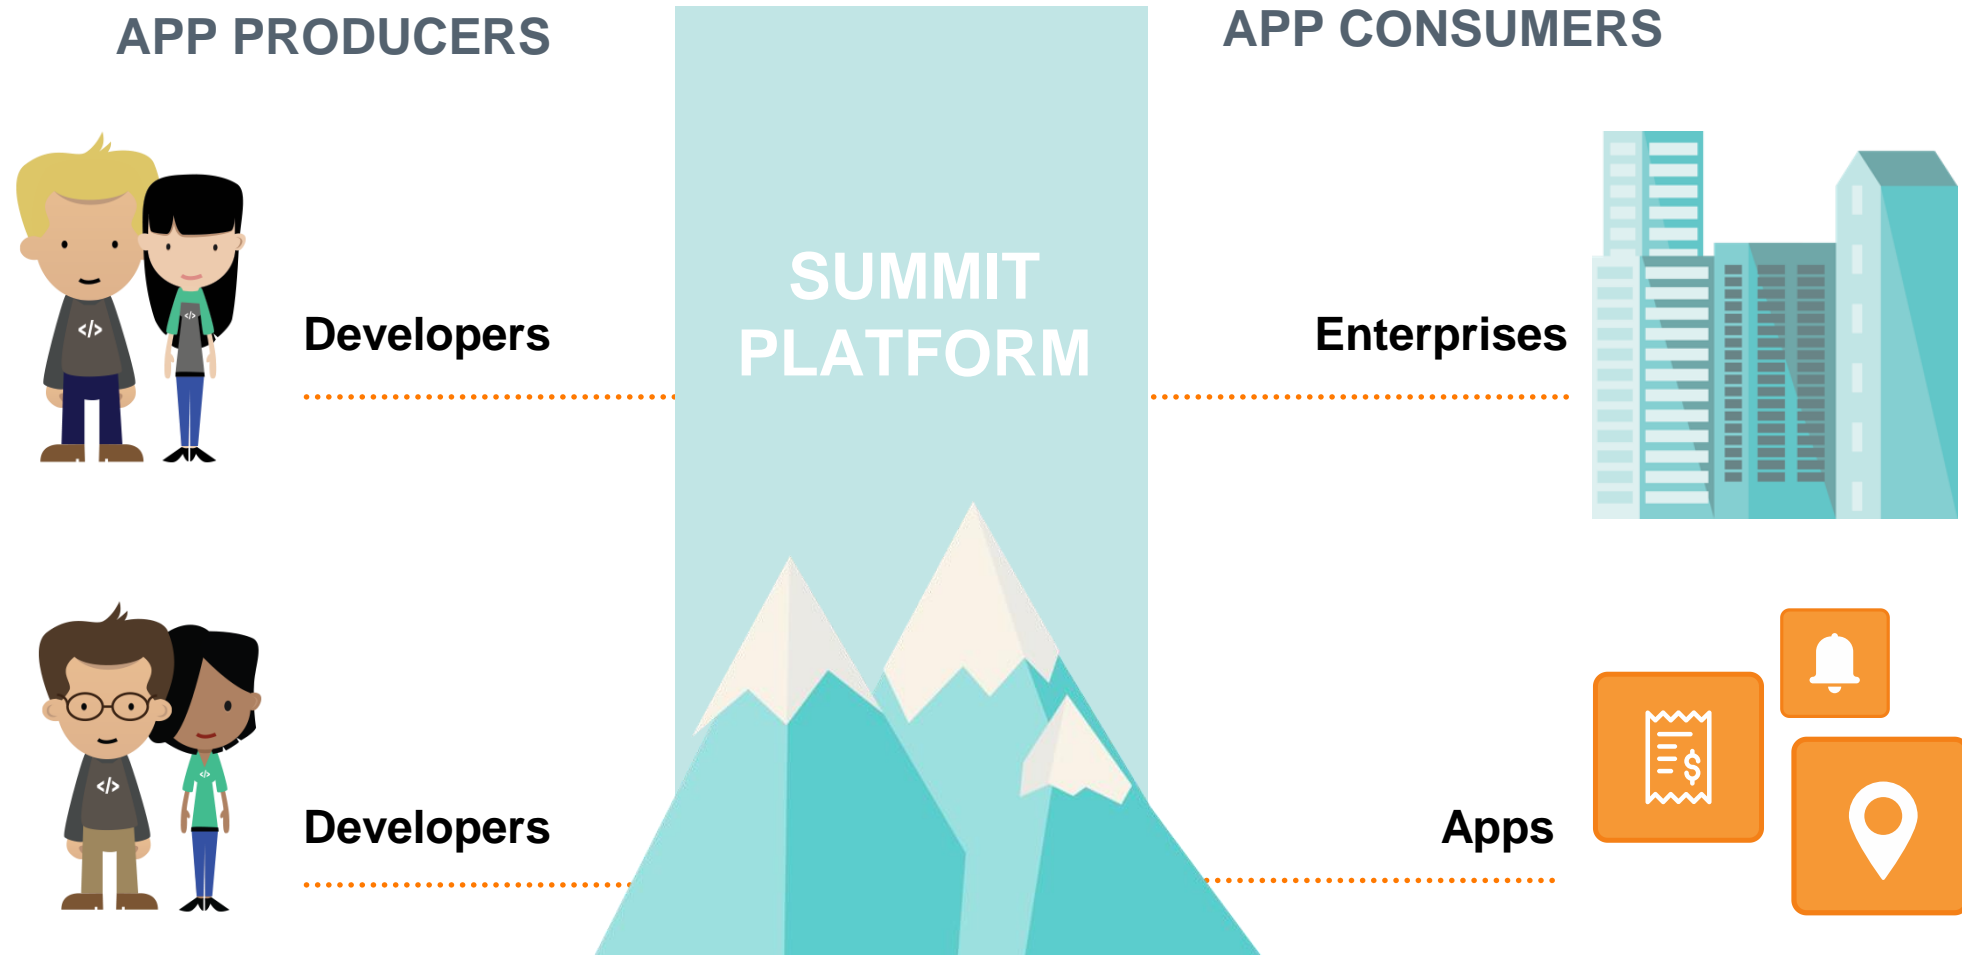 APP PRODUCERS
APP CONSUMERS
SUMMIT
PLATFORM
Developers
Enterprises
</>
</>
Developers
Apps
</>
</>
$